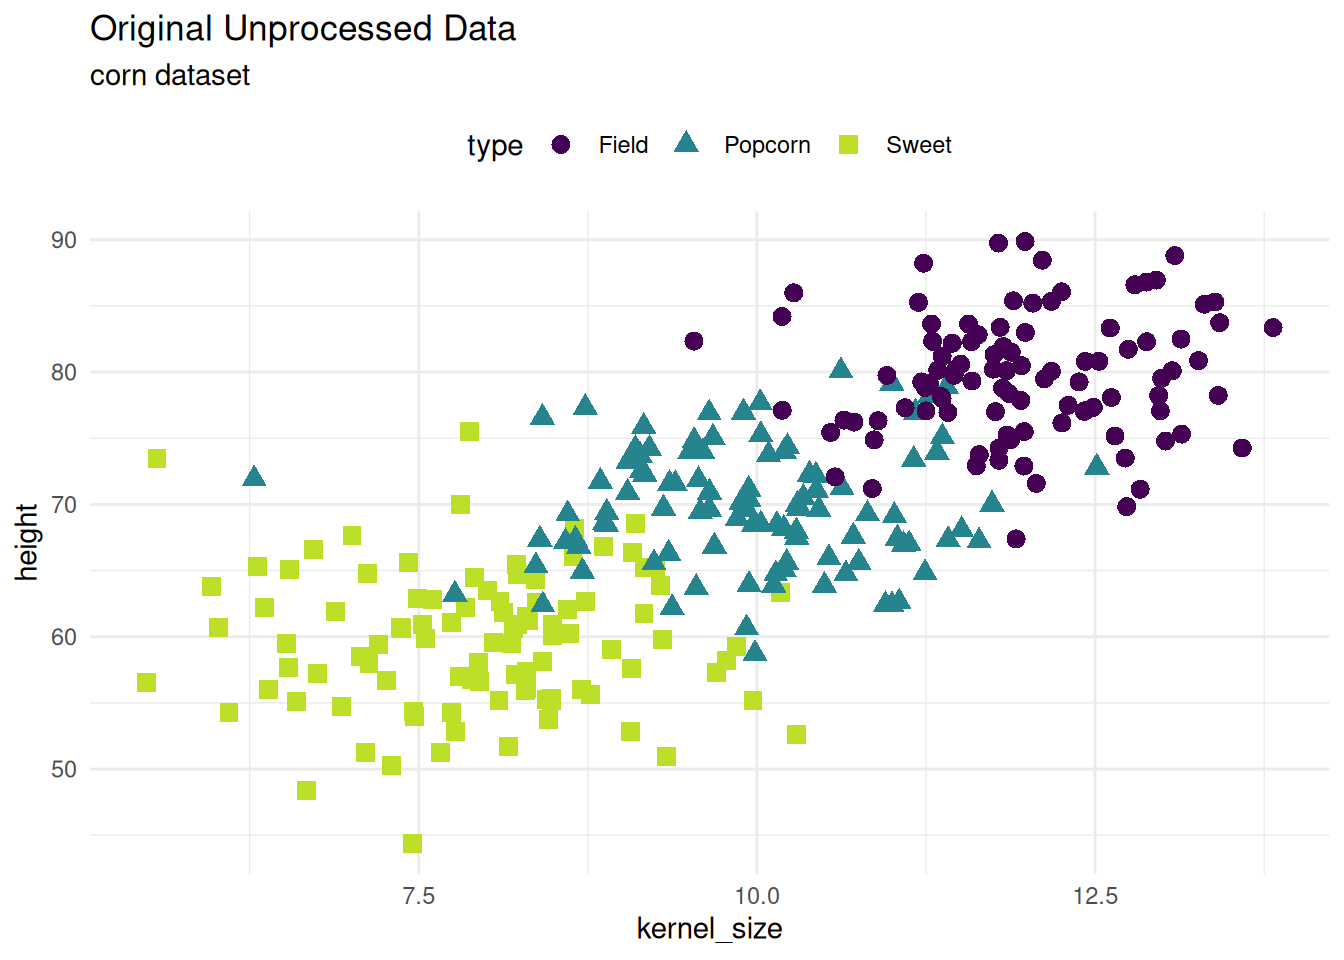 Original Unprocessed Data
corn dataset
type Field Popcorn Sweet
90
80
70
60
50
height
7.5 10.0 12.5
kernel_size